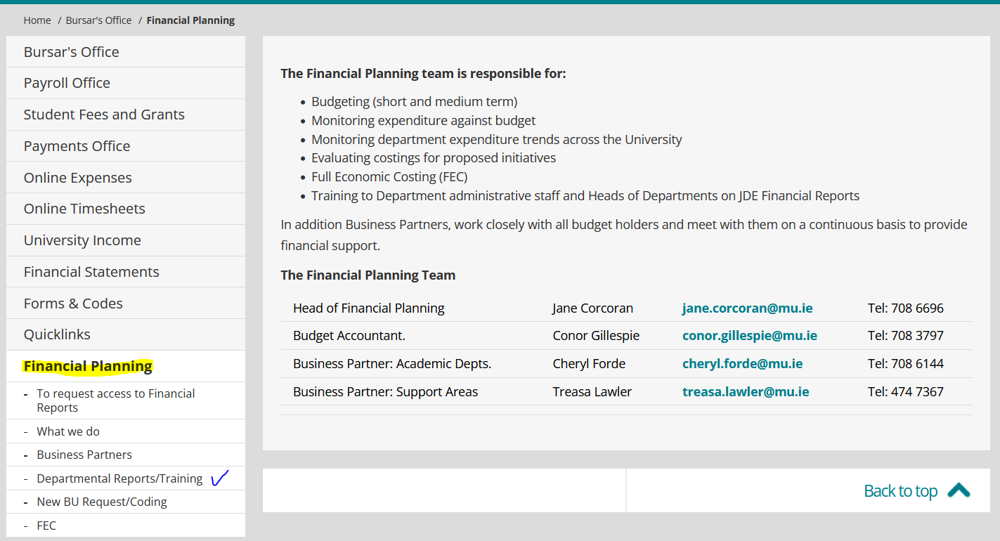 Home / Bursar's Office / Financial Planning
Bursar's Office
Payroll Office
Student Fees and Grants
Payments Office
Online Expenses
Online Timesheets
University Income
Financial Statements
Forms & Codes
Quicklinks
Financial Planning
- To request access to Financial
Reports
- What we do
- Business Partners
- Departmental Reports/Training
- New BU Request/Coding
- FEC
The Financial Planning team is responsible for:
• Budgeting (short and medium term)
• Monitoring expenditure against budget
• Monitoring department expenditure trends across the University
• Evaluating costings for proposed initiatives
• Full Economic Costing (FEC)
• Training to Department administrative staff and Heads of Departments on JDE Financial Reports
In addition Business Partners, work closely with all budget holders and meet with them on a continuous basis to provide
financial support.
The Financial Planning Team
Head of Financial Planning Jane Corcoran jane.corcoran@mu.ie Tel: 708 6696
Budget Accountant. Conor Gillespie conor.gillespie@mu.ie Tel: 708 3797
Business Partner: Academic Depts. Cheryl Forde cheryl.forde@mu.ie Tel: 708 6144
Business Partner: Support Areas Treasa Lawler treasa.lawler@mu.ie Tel: 474 7367
Back to top